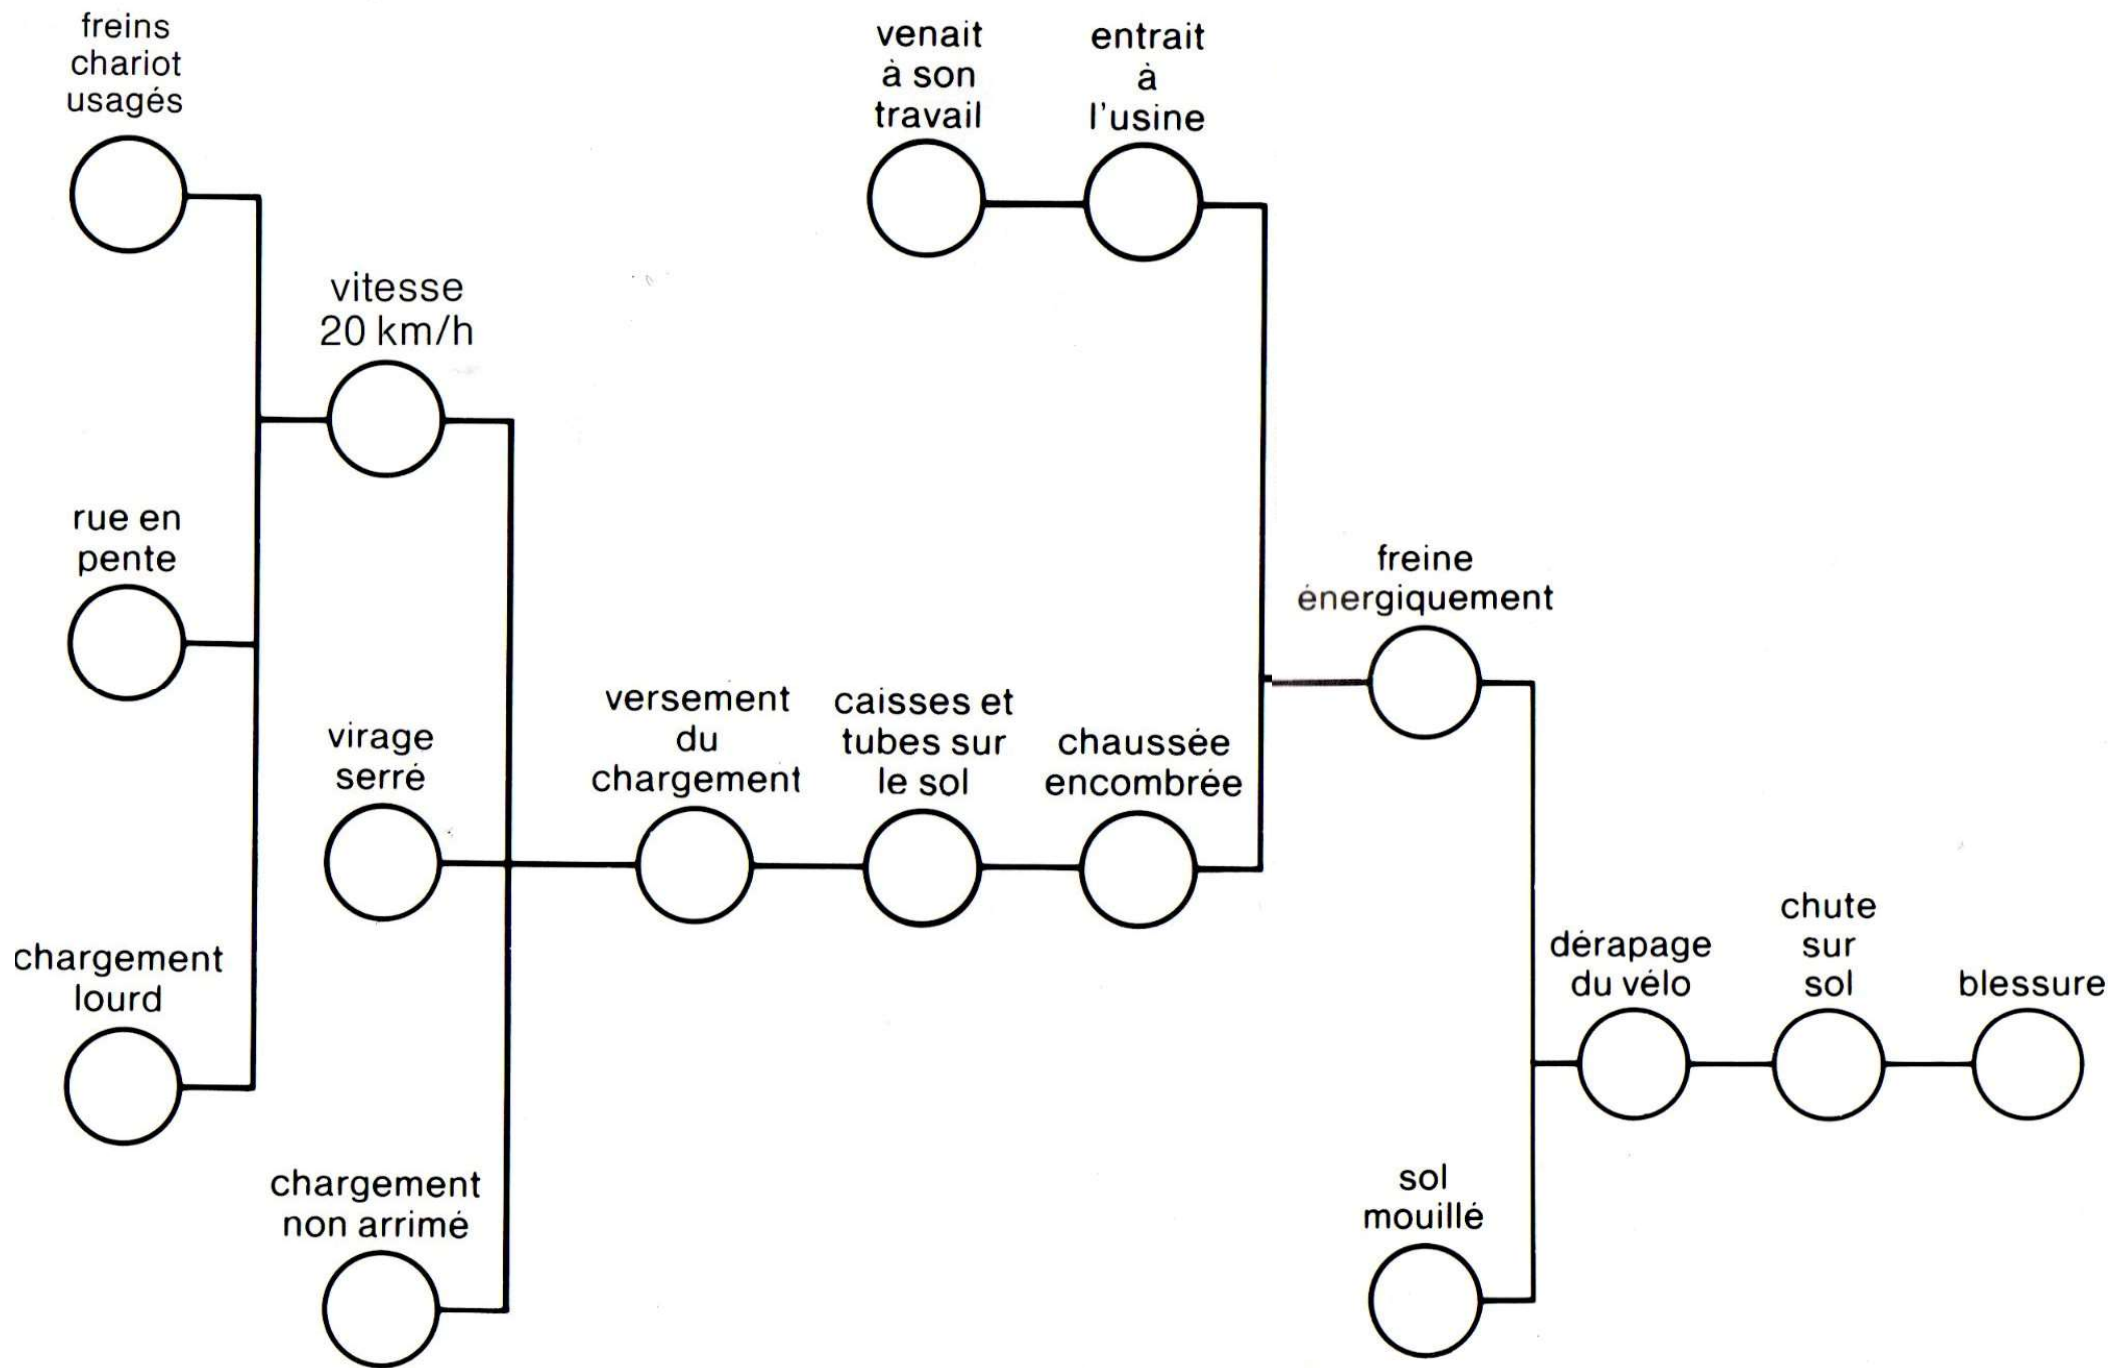 freins
chariot
usagés
venait
à son
travail
entrait
à
l'usine
vitesse
20 km/h
rue en
pente
freine
énergiquement
virage
serré
versement
du
chargement
caisses et
tubes sur
le sol
chaussée
encombrée
chargement
lourd
dérapage
du vélo
chute
sur
sol
blessure
chargement
non arrimé
sol
mouillé